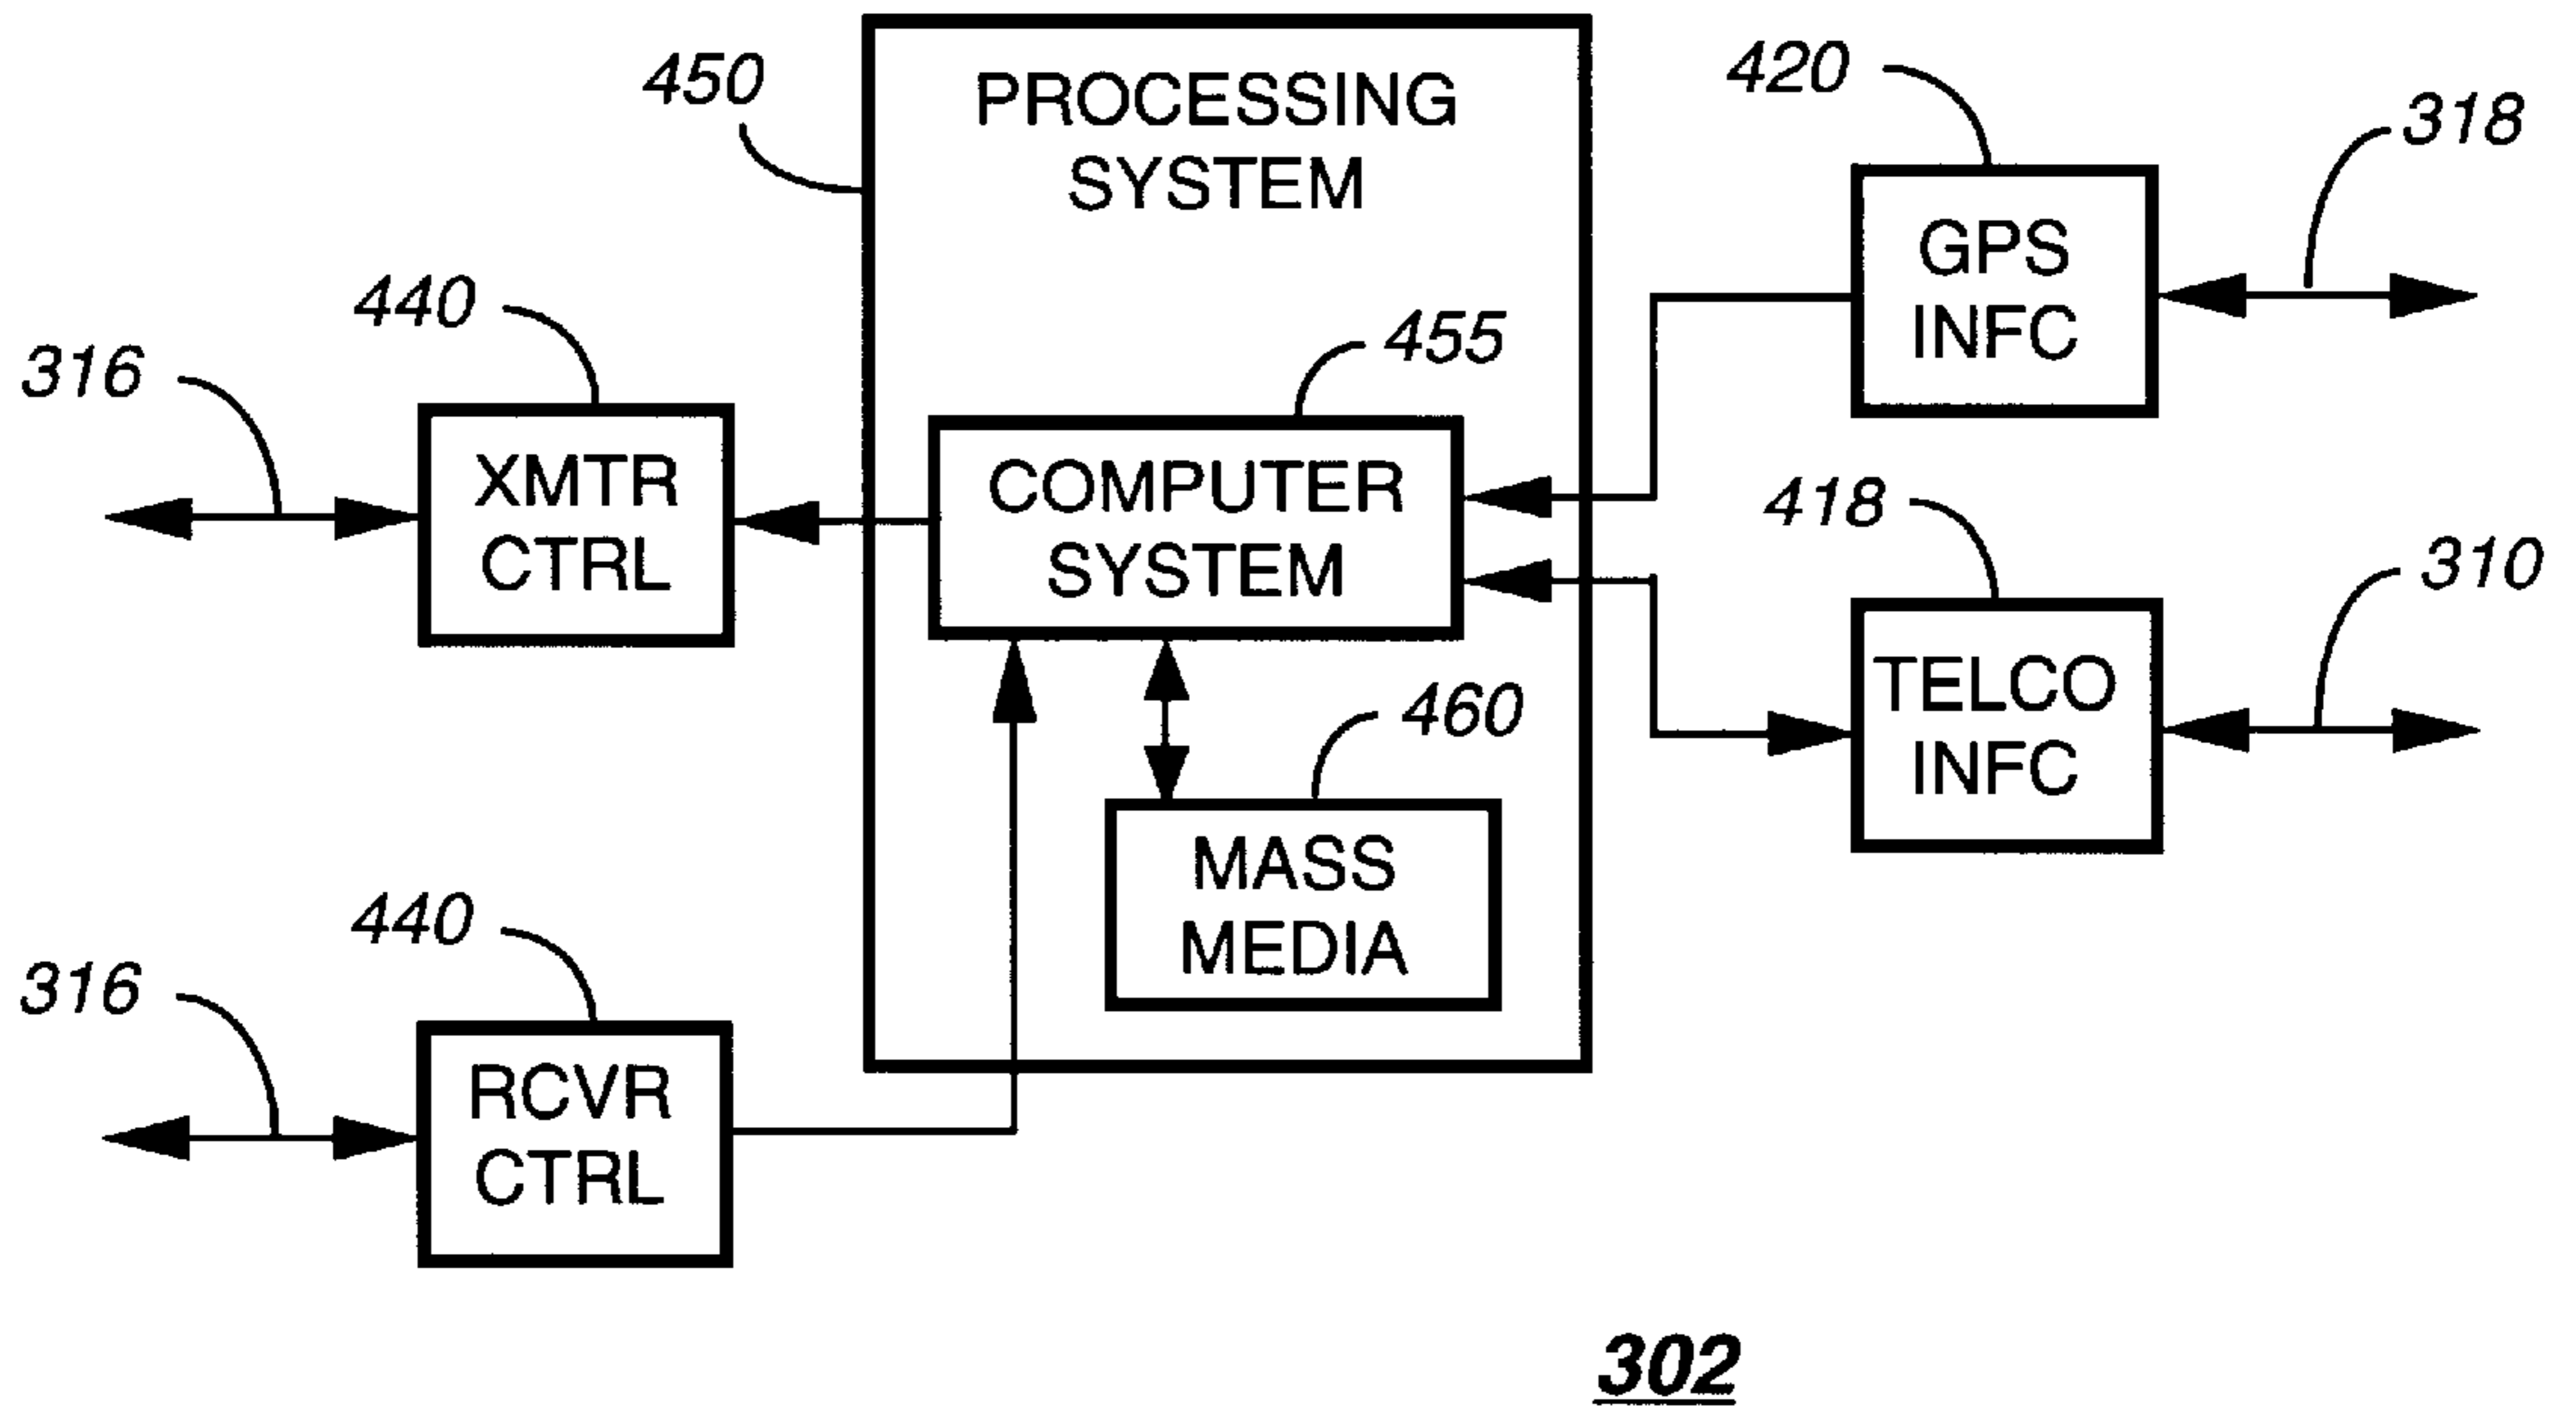 450
PROCESSING
SYSTEM
420
318
GPS
INFC
440
316
XMTR
CTRL
455
COMPUTER
SYSTEM
418
310
TELCO
INFC
460
MASS
MEDIA
440
316
RCVR
CTRL
302